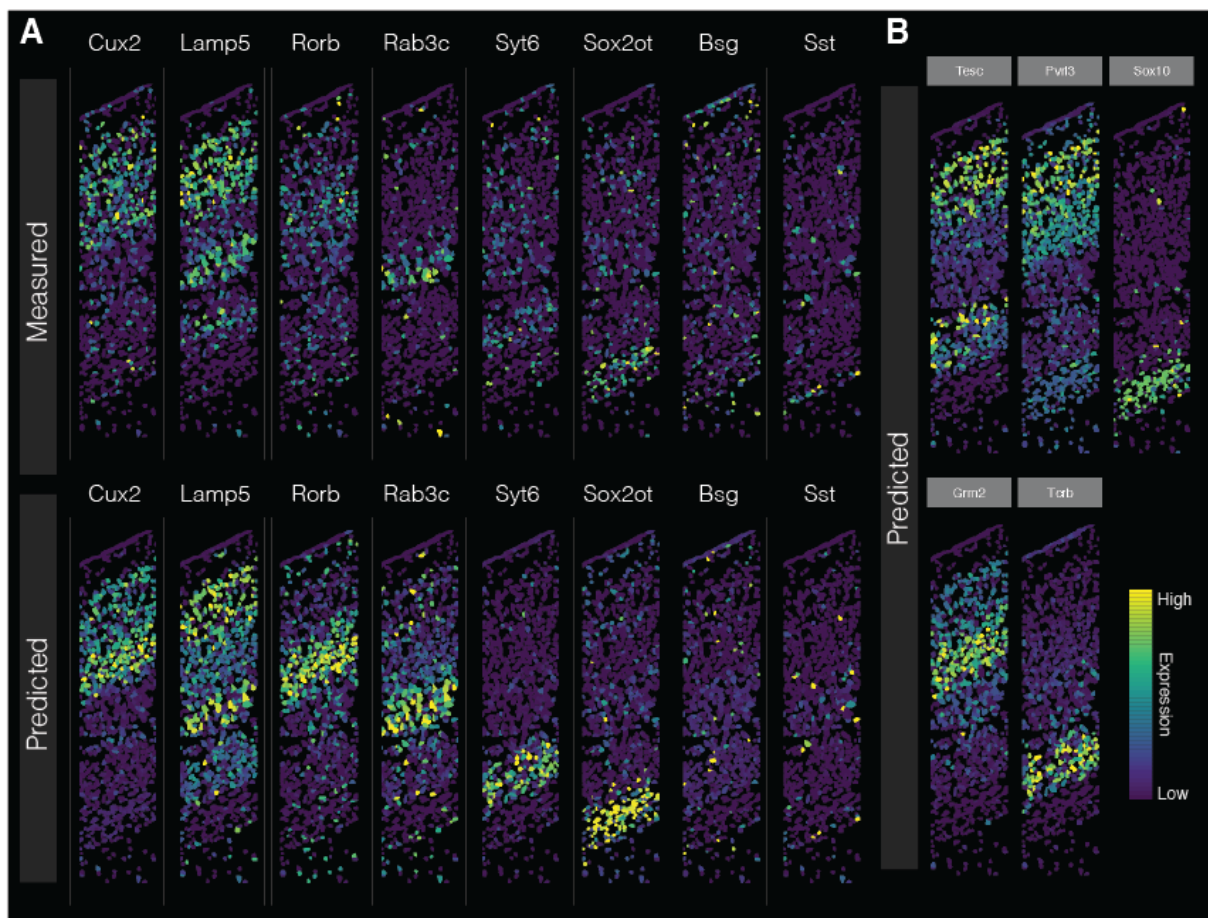 A
Cux2 Lamp5 Rorb Rab3c Syt6 Sox2ot Bsg Sst
Measured
Cux2 Lamp5 Rorb Rab3c Syt6 Sox2ot Bsg Sst
Predicted
B
Tesc Pvrl3 Sox10
Predicted
Grm2 Tcrb
High
Expression
Low